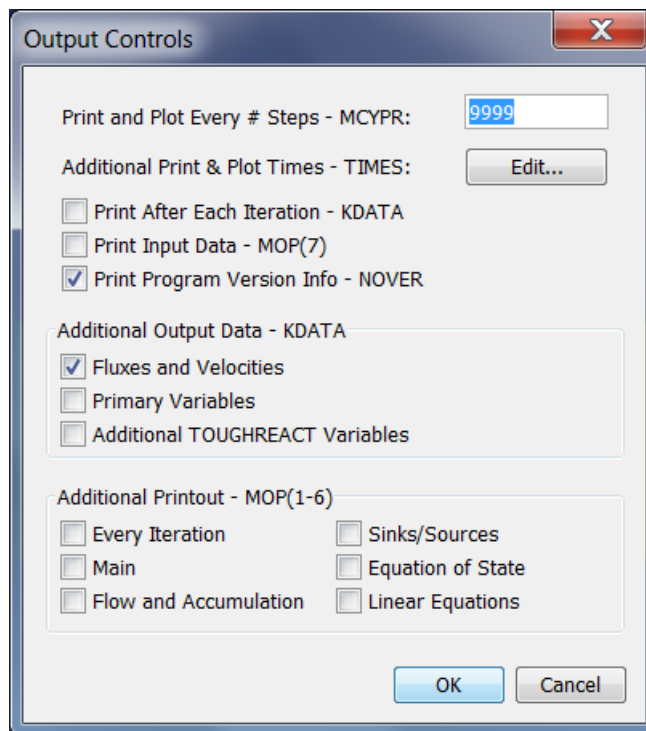 Output Controls
Print and Plot Every # Steps - MCYPR: 9999
Additional Print & Plot Times - TIMES: Edit...
Print After Each Iteration - KDATA
Print Input Data - MOP(7)
Print Program Version Info - NOVER
Additional Output Data - KDATA
Fluxes and Velocities
Primary Variables
Additional TOUGHREACT Variables
Additional Printout - MOP(1-6)
Every Iteration Sinks/Sources
Main Equation of State
Flow and Accumulation Linear Equations
OK Cancel